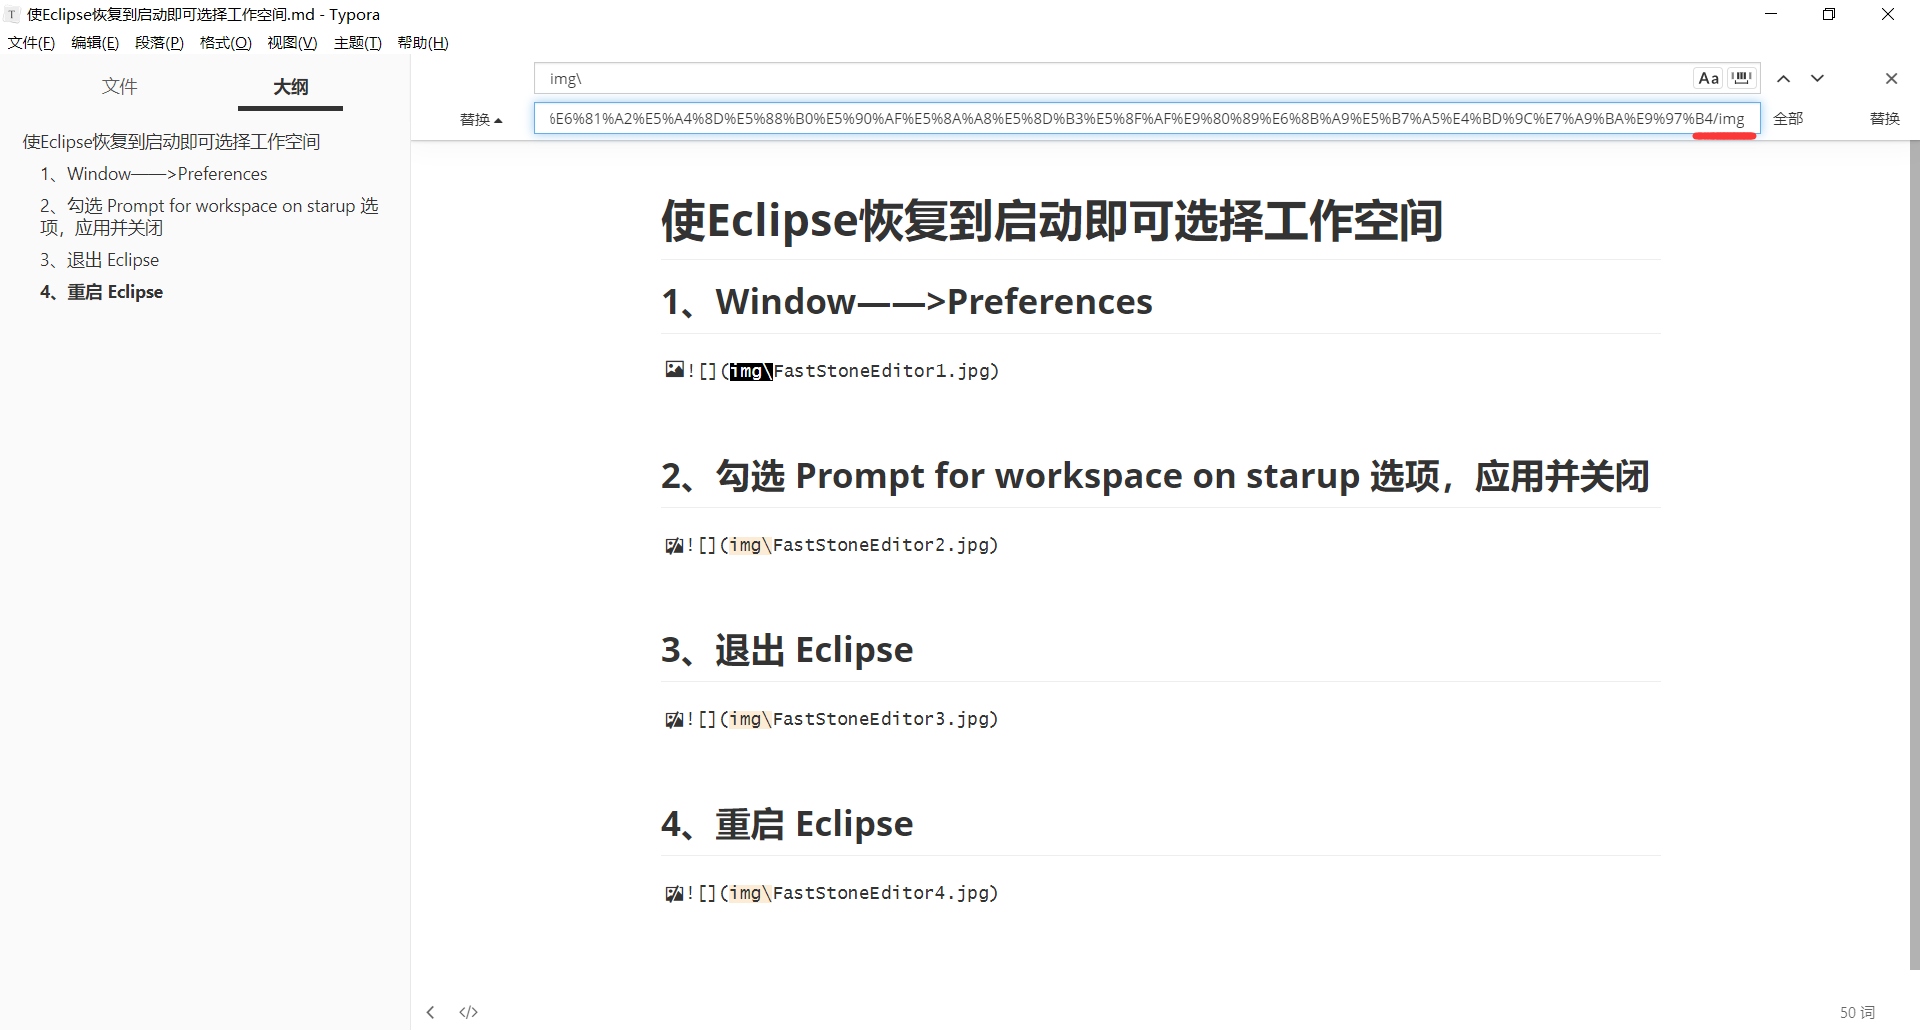 使Eclipse恢复到启动即可选择工作空间.md - Typora
文件(F) 编辑(E) 段落(P) 格式(O) 视图(V) 主题(T) 帮助(H)
文件 大纲
使Eclipse恢复到启动即可选择工作空间
1、Window——>Preferences
2、勾选 Prompt for workspace on starup 选
项，应用并关闭
3、退出 Eclipse
4、重启 Eclipse
img\ Aa
替换 %E6%81%A2%E5%A4%8D%E5%88%B0%E5%90%AF%E5%8A%A8%E5%8D%B3%E5%8F%AF%E9%80%89%E6%8B%A9%E5%B7%A5%E4%BD%9C%E7%A9%BA%E9%97%B4/img 全部 替换
使Eclipse恢复到启动即可选择工作空间
1、Window——>Preferences
![](img\FastStoneEditor1.jpg)
2、勾选 Prompt for workspace on starup 选项，应用并关闭
![](img\FastStoneEditor2.jpg)
3、退出 Eclipse
![](img\FastStoneEditor3.jpg)
4、重启 Eclipse
![](img\FastStoneEditor4.jpg)
50 词